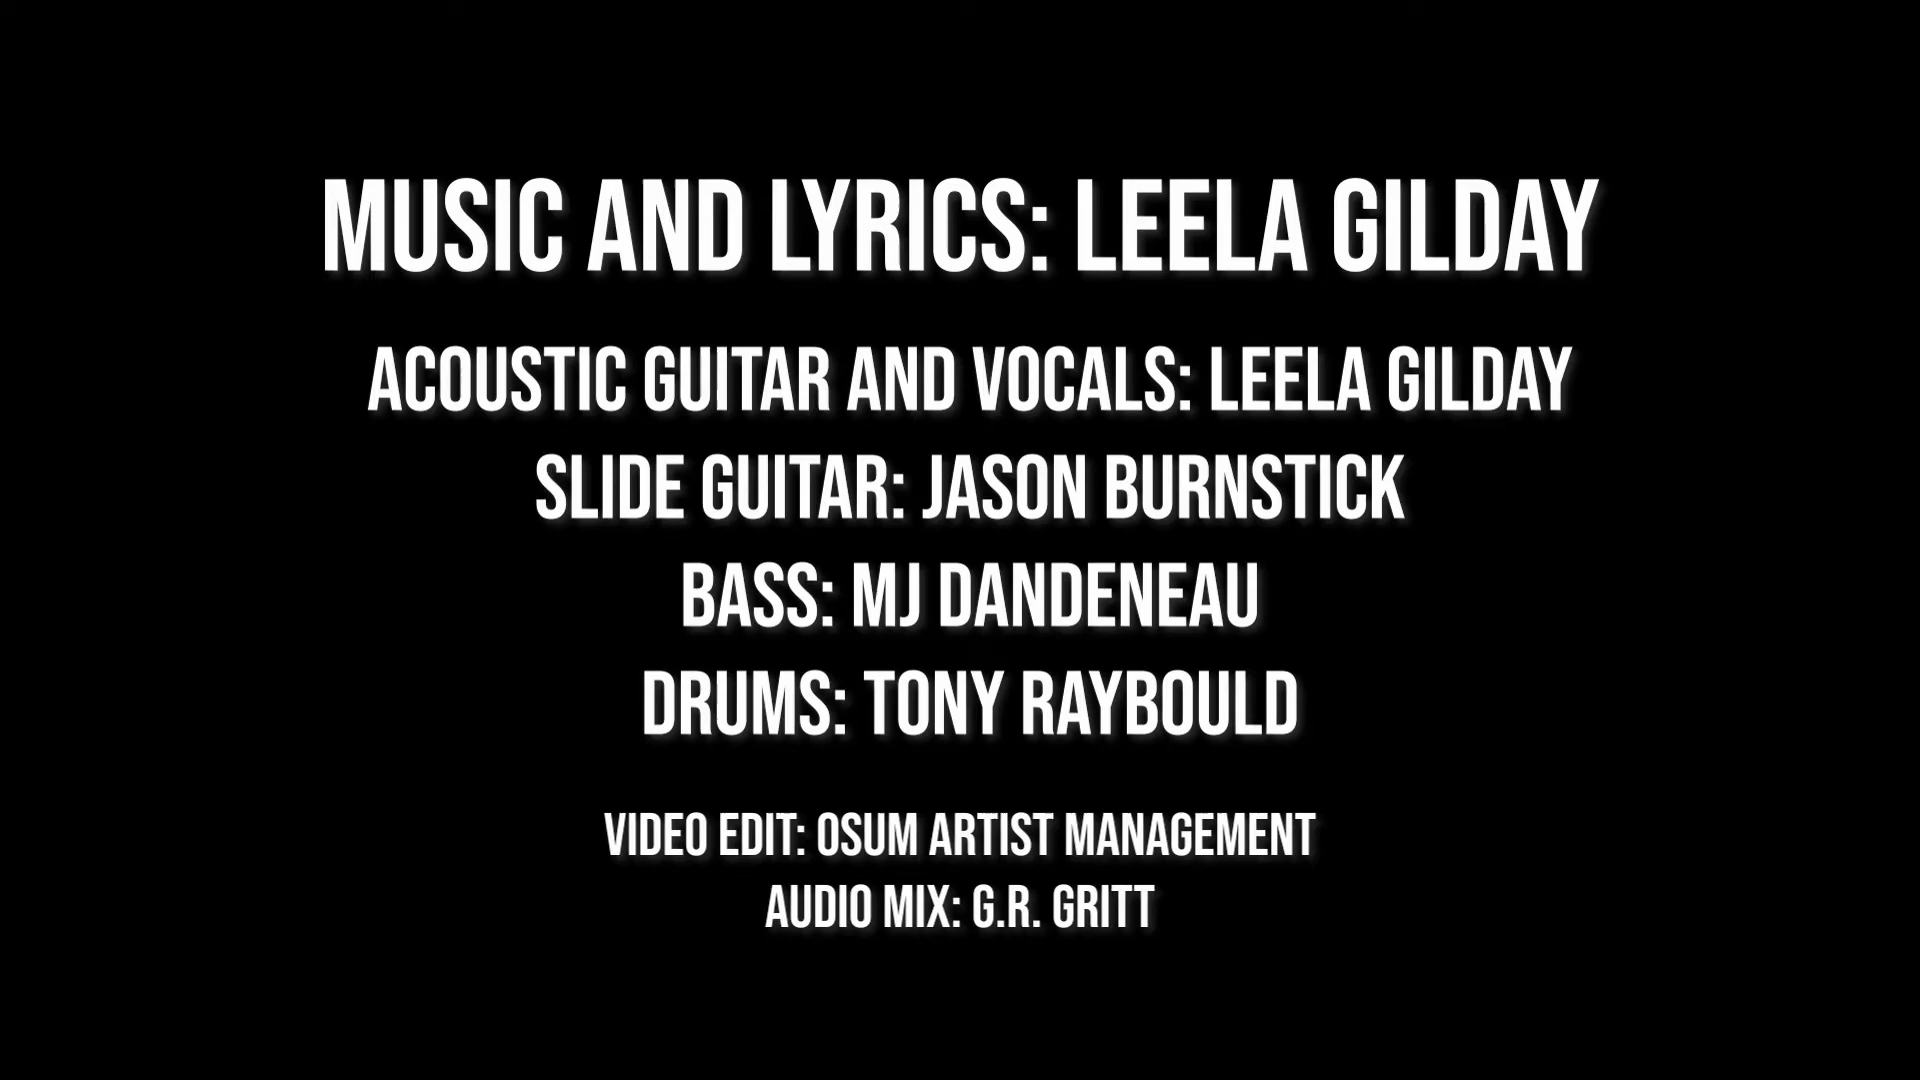 MUSIC AND LYRICS: LEELA GILDAY
ACOUSTIC GUITAR AND VOCALS: LEELA GILDAY
SLIDE GUITAR: JASON BURNSTICK
BASS: MJ DANDENEAU
DRUMS: TONY RAYBOULD
VIDEO EDIT: OSUM ARTIST MANAGEMENT
AUDIO MIX: G.R. GRITT